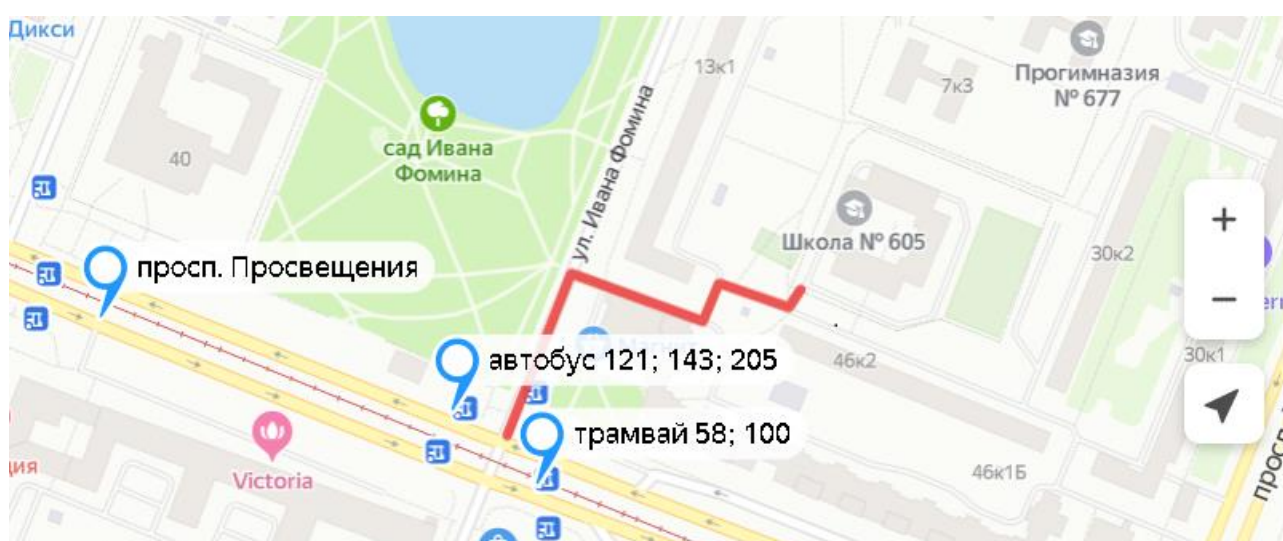 Дикси
13к1
7к3
Прогимназия
№ 677
40
сад Ивана
Фомина
ул. Ивана Фомина
Школа № 605
30к2
просп. Просвещения
автобус 121; 143; 205
46к2
30к1
трамвай 58; 100
Victoria
46к1Б